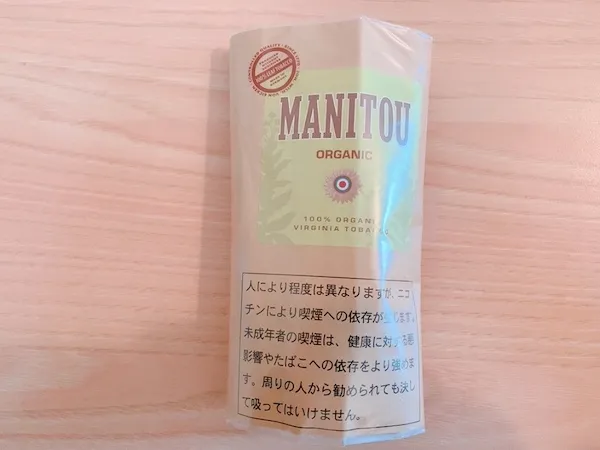 100% LEAF TOBACCO
MANITOU
ORGANIC
100% ORGANI
VIRGINIA TOBACC
人により程度は異なりますが、ニコ
チンにより喫煙への依存が生じます。
未成年者の喫煙は、健康に対する悪
影響やたばこへの依存をより強めま
す。周りの人から勧められても決し
て吸ってはいけません。